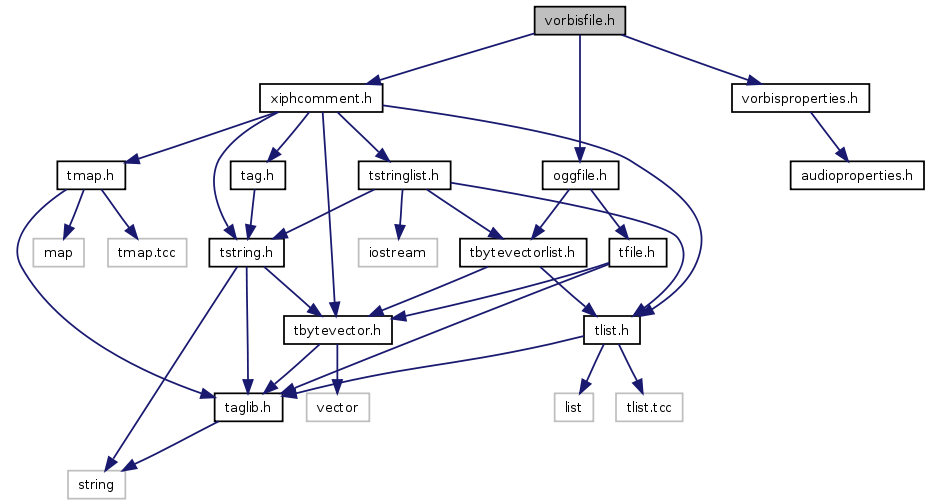 vorbisfile.h
xiphcomment.h
vorbisproperties.h
tmap.h
tag.h
tstringlist.h
oggfile.h
audioproperties.h
map
tmap.tcc
tstring.h
iostream
tbytevectorlist.h
tfile.h
tbytevector.h
tlist.h
taglib.h
vector
list
tlist.tcc
string